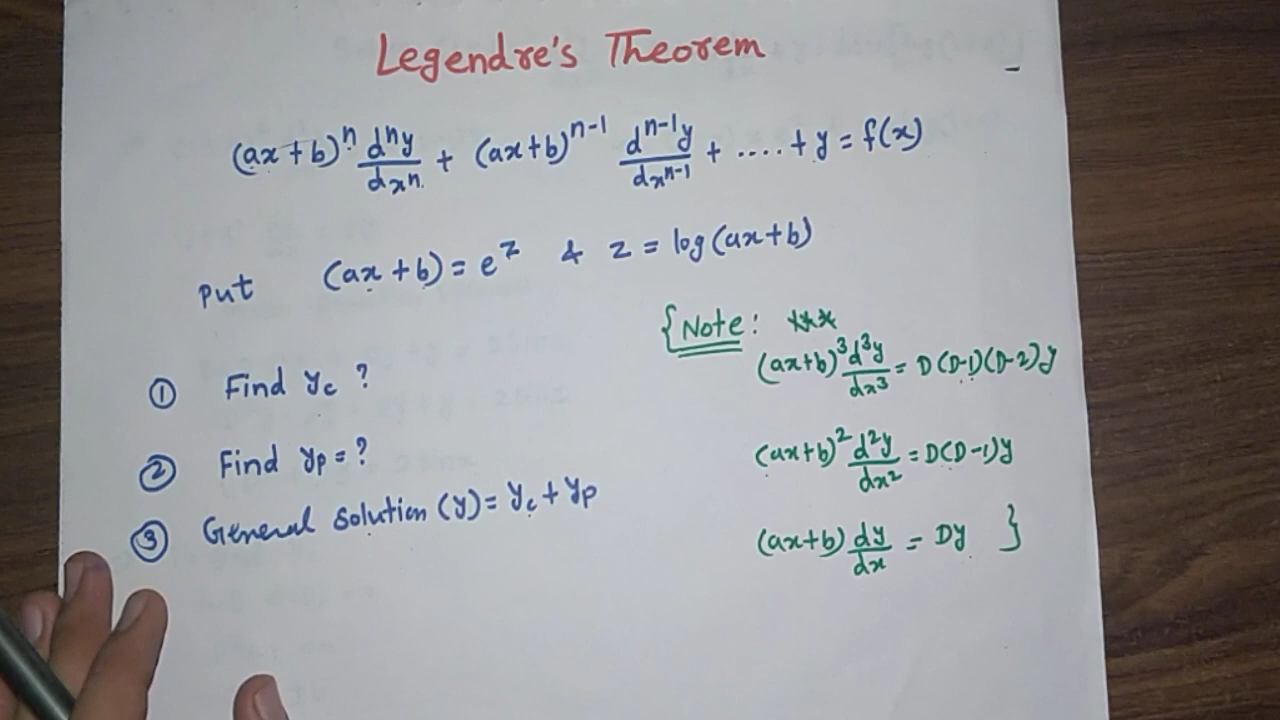 Legendre's Theorem
(ax+b)^n d^n y/dx^n + (ax+b)^n-1 d^n-1 y/dx^n-1 + ....+ y = f(x)
put (ax+b) = e^z & z = log(ax+b)
{Note: ***
(ax+b)^3 d^3y/dx^3 = D(D-1)(D-2)y
① Find yc ?
(ax+b)^2 d^2y/dx^2 = D(D-1)y
② Find yp = ?
③ General Solution (y) = yc + yp
(ax+b) dy/dx = Dy }